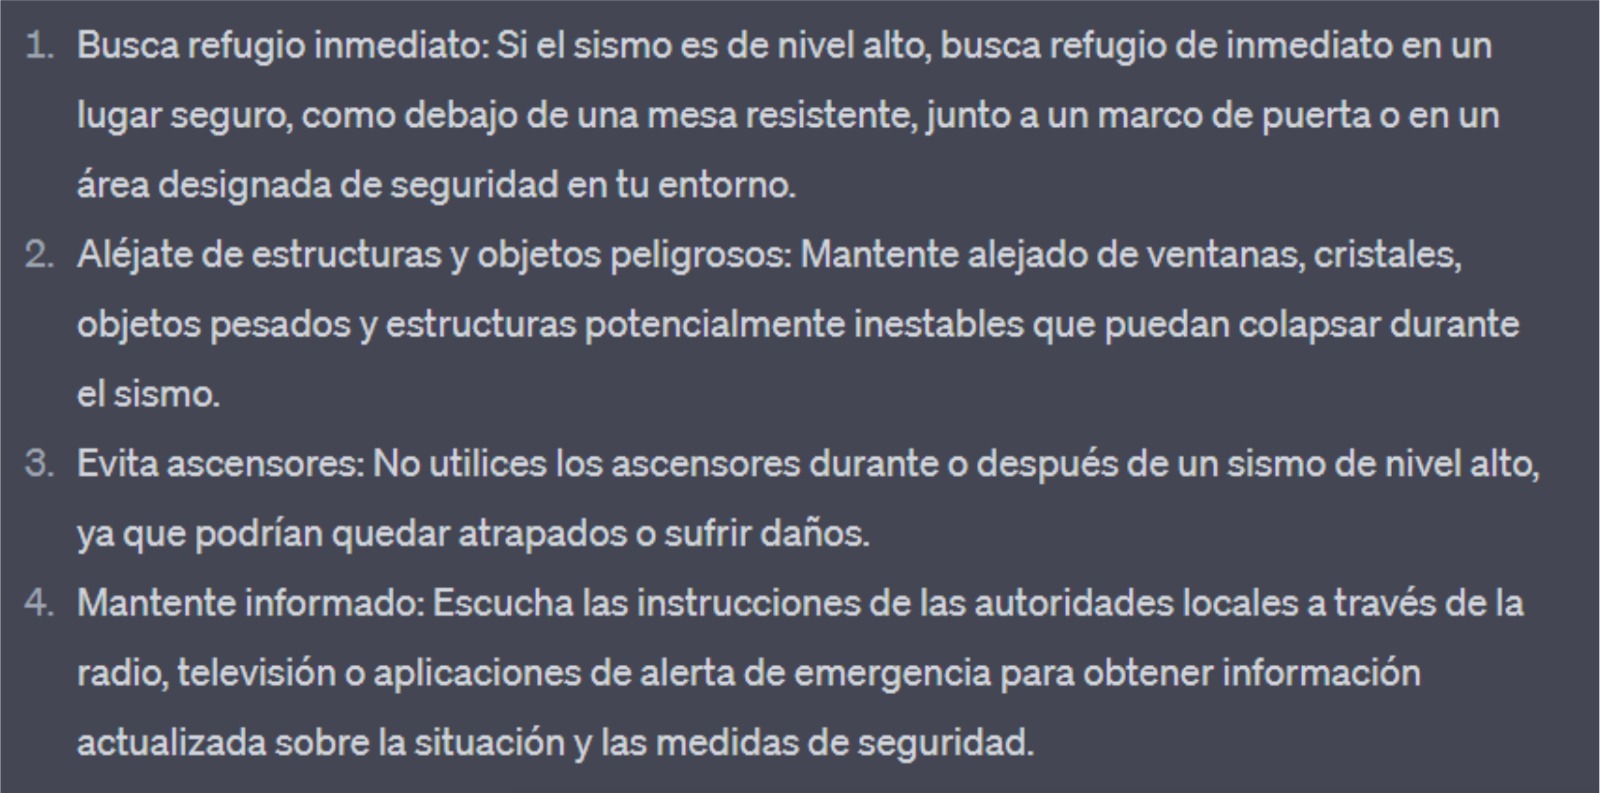 1. Busca refugio inmediato: Si el sismo es de nivel alto, busca refugio de inmediato en un
lugar seguro, como debajo de una mesa resistente, junto a un marco de puerta o en un
área designada de seguridad en tu entorno.
2. Aléjate de estructuras y objetos peligrosos: Mantente alejado de ventanas, cristales,
objetos pesados y estructuras potencialmente inestables que puedan colapsar durante
el sismo.
3. Evita ascensores: No utilices los ascensores durante o después de un sismo de nivel alto,
ya que podrían quedar atrapados o sufrir daños.
4. Mantente informado: Escucha las instrucciones de las autoridades locales a través de la
radio, televisión o aplicaciones de alerta de emergencia para obtener información
actualizada sobre la situación y las medidas de seguridad.